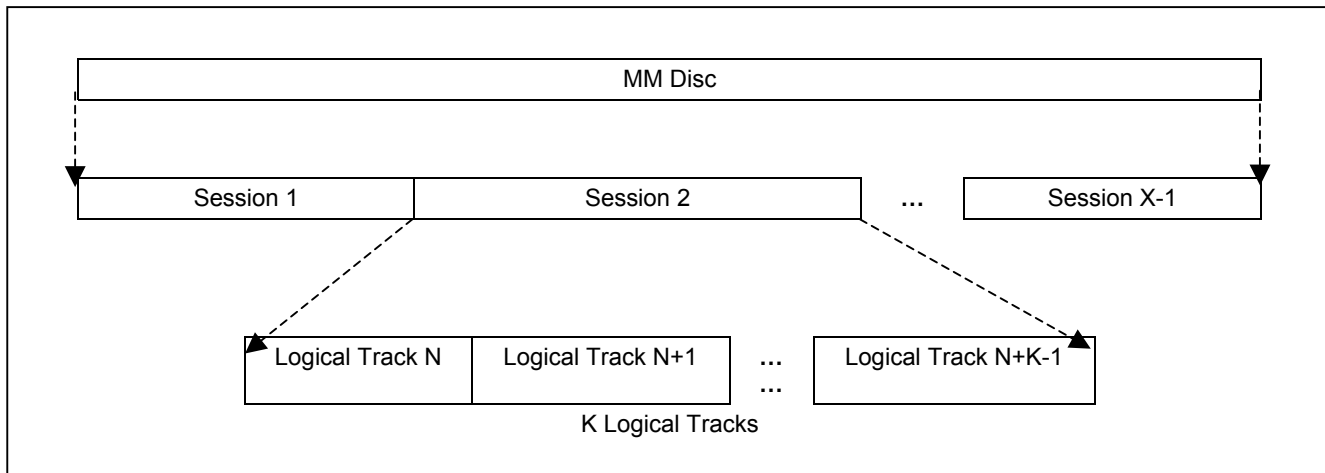 MM Disc
Session 1 Session 2 ... Session X-1
Logical Track N Logical Track N+1 ... Logical Track N+K-1
...
K Logical Tracks